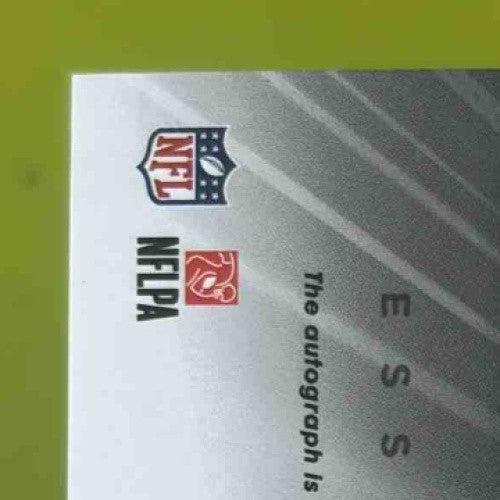 E S S
The autograph is
NFL
NFLPA